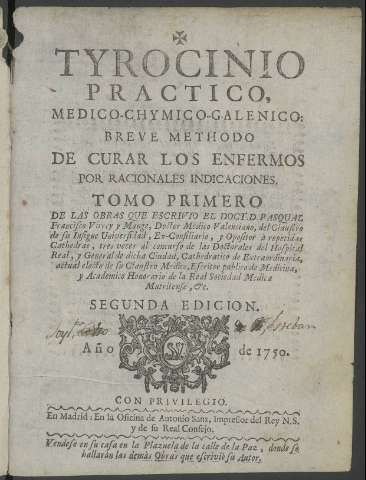 TYROCINIO
PRACTICO,
MEDICO-CHYMICO-GALENICO:
BREVE METHODO
DE CURAR LOS ENFERMOS
POR RACIONALES INDICACIONES.
TOMO PRIMERO
DE LAS OBRAS QUE ESCRIVIÒ EL DOCT. D. PASQUAL
Francisco Virrey y Mange, Doctor Medico Valenciano, del Claustro
de su Insigne Universidad, Ex-Consiliario, y Opositor à repetidas
Cathedras, tres veces al concurso de las Doctorales del Hospital
Real, y General de dicha Ciudad, Cathedratico de Extraordinaria,
actual electo de su Claustro Medico, Escritor publico de Medicina,
y Academico Honorario de la Real Sociedad Medica
Matritense, &c.
SEGUNDA EDICION.
Año de 1750.
CON PRIVILEGIO.
En Madrid: En la Oficina de Antonio Sanz, Impressor del Rey N.S.
y de su Real Consejo.
Vendese en su casa en la Plazuela de la calle de la Paz, donde se
hallaràn las demàs Obras que escriviò su Autor.